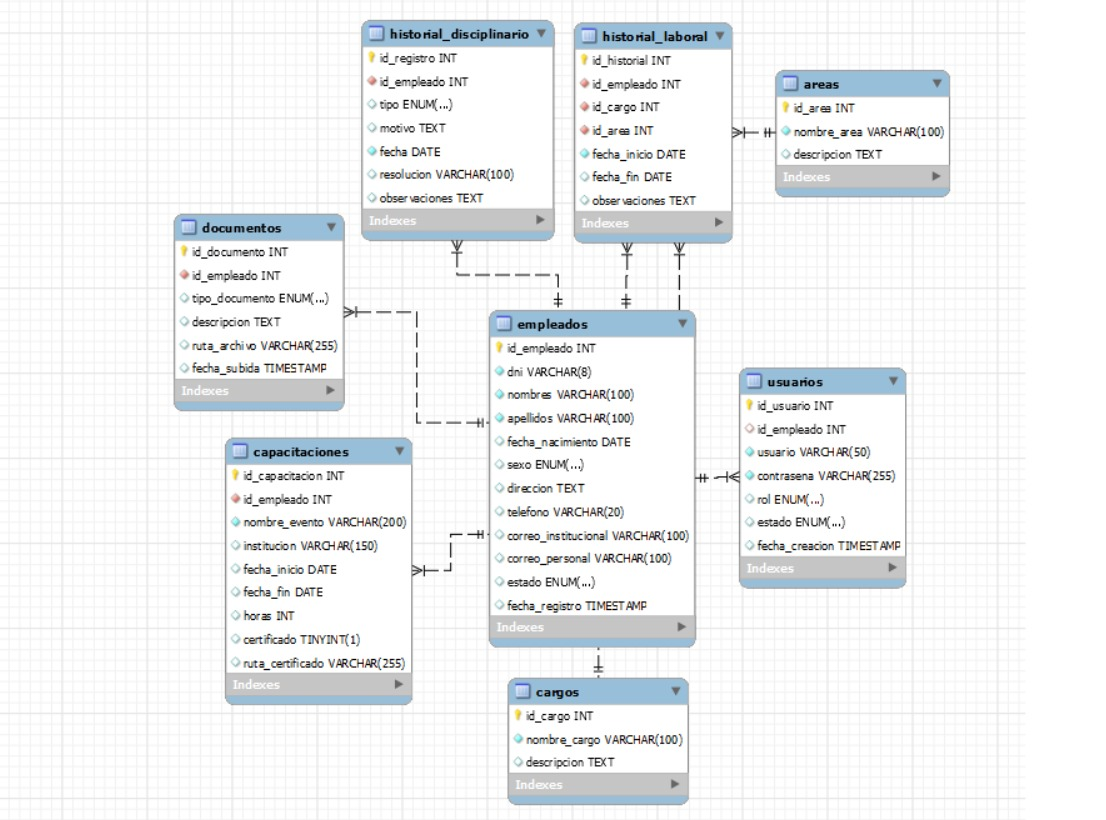 historial_disciplinario
id_registro INT
id_empleado INT
tipo ENUM(...)
motivo TEXT
fecha DATE
resolucion VARCHAR(100)
observaciones TEXT
Indexes
historial_laboral
id_historial INT
id_empleado INT
id_cargo INT
id_area INT
fecha_inicio DATE
fecha_fin DATE
observaciones TEXT
Indexes
areas
id_area INT
nombre_area VARCHAR(100)
descripcion TEXT
Indexes
documentos
id_documento INT
id_empleado INT
tipo_documento ENUM(...)
descripcion TEXT
ruta_archivo VARCHAR(255)
fecha_subida TIMESTAMP
Indexes
empleados
id_empleado INT
dni VARCHAR(8)
nombres VARCHAR(100)
apellidos VARCHAR(100)
fecha_nacimiento DATE
sexo ENUM(...)
direccion TEXT
telefono VARCHAR(20)
correo_institucional VARCHAR(100)
correo_personal VARCHAR(100)
estado ENUM(...)
fecha_registro TIMESTAMP
Indexes
usuarios
id_usuario INT
id_empleado INT
usuario VARCHAR(50)
contrasena VARCHAR(255)
rol ENUM(...)
estado ENUM(...)
fecha_creacion TIMESTAMP
Indexes
capacitaciones
id_capacitacion INT
id_empleado INT
nombre_evento VARCHAR(200)
institucion VARCHAR(150)
fecha_inicio DATE
fecha_fin DATE
horas INT
certificado TINYINT(1)
ruta_certificado VARCHAR(255)
Indexes
cargos
id_cargo INT
nombre_cargo VARCHAR(100)
descripcion TEXT
Indexes